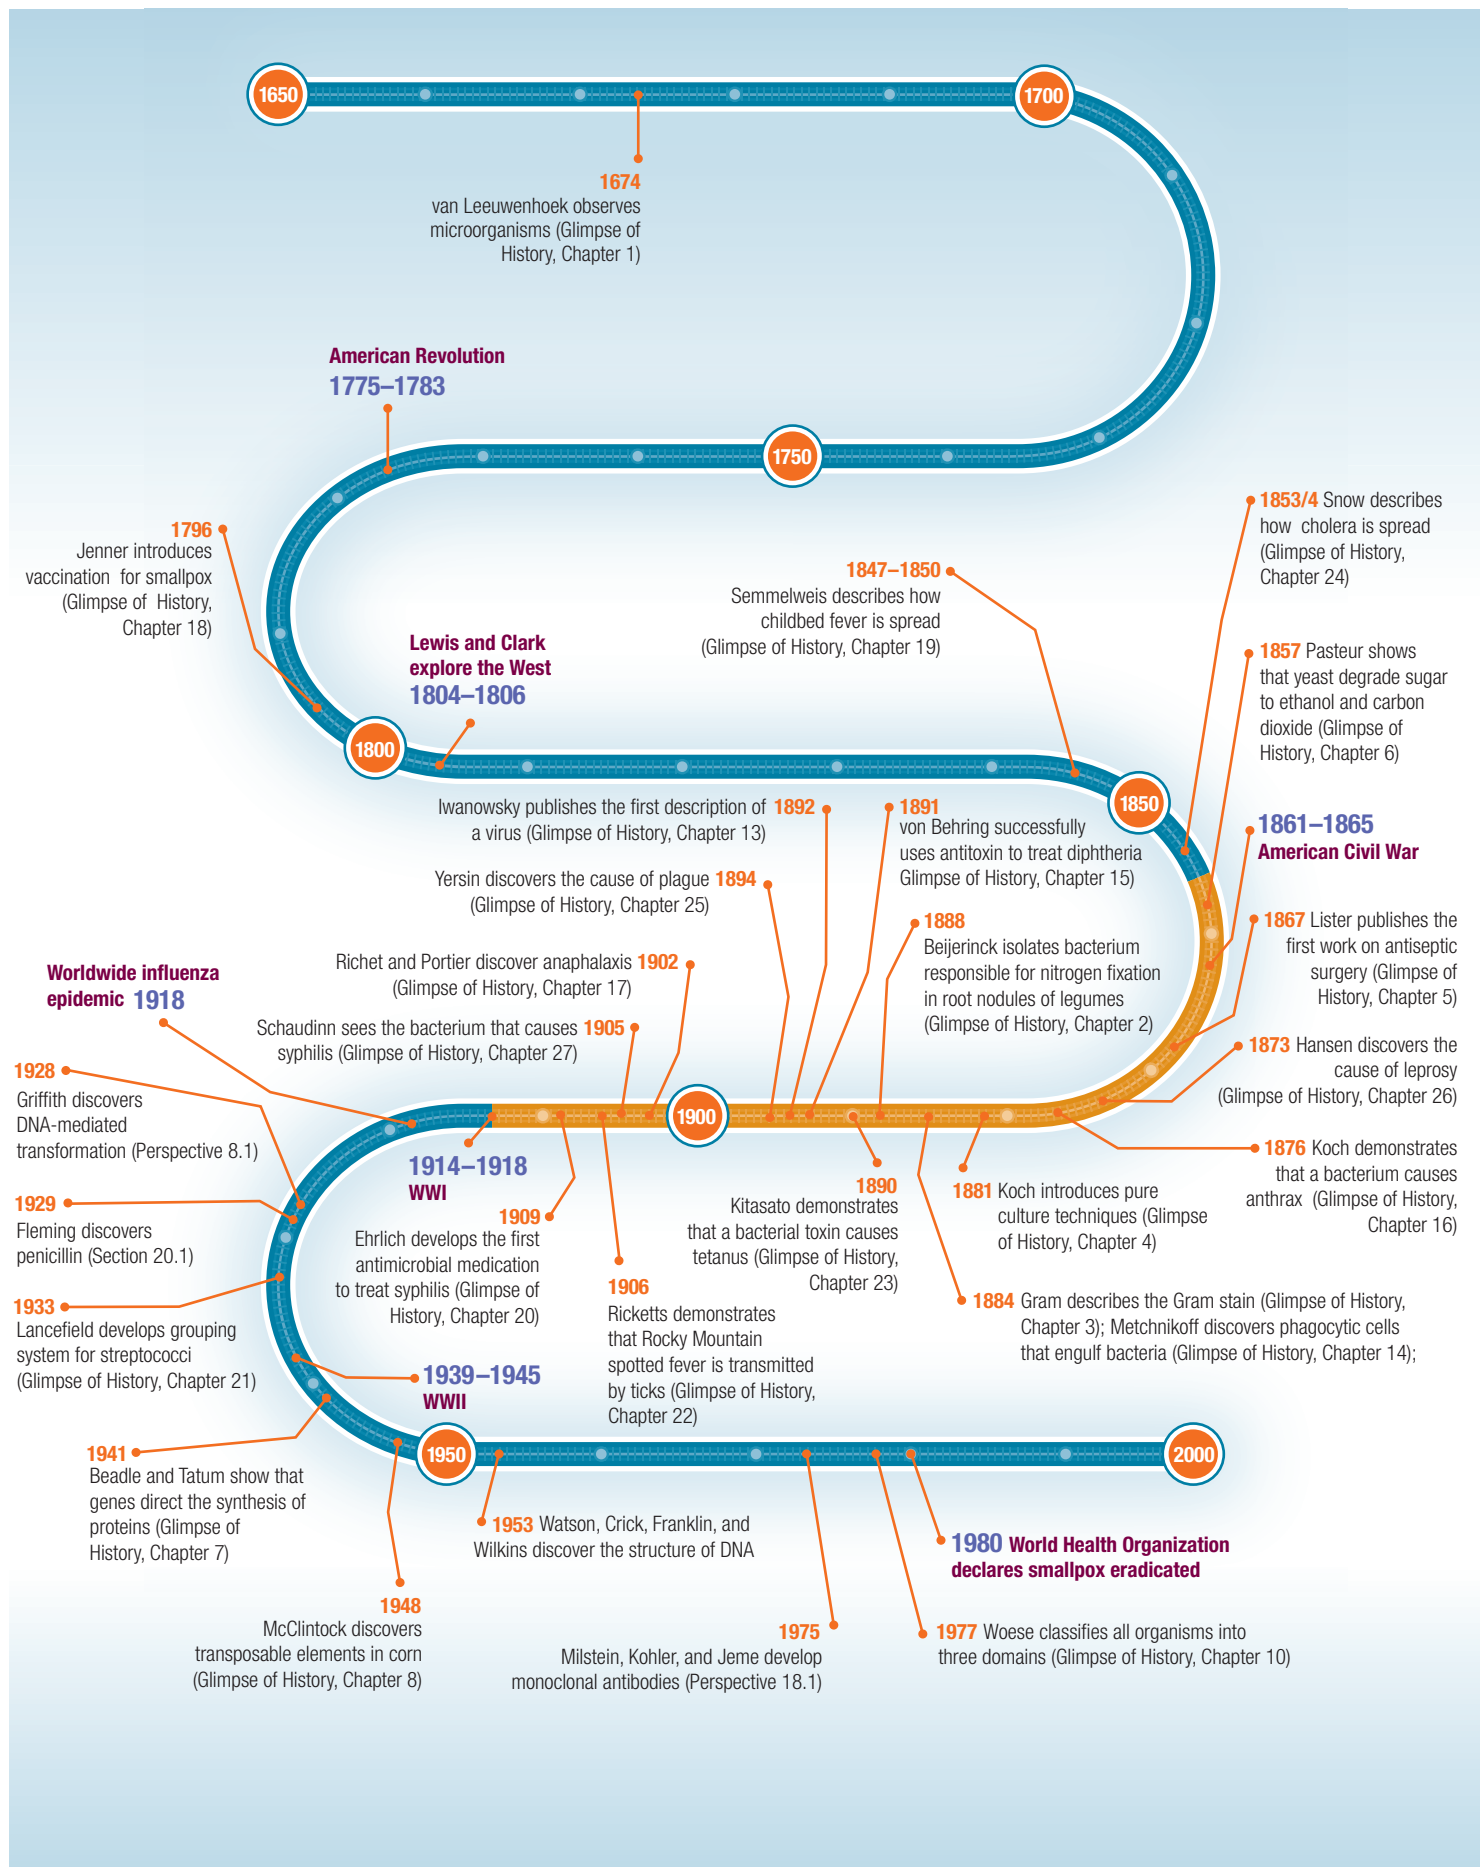 1650
1700
1674
van Leeuwenhoek observes
microorganisms (Glimpse of
History, Chapter 1)
American Revolution
1775–1783
1750
1796
Jenner introduces
vaccination for smallpox
(Glimpse of History,
Chapter 18)
Lewis and Clark
explore the West
1804–1806
1800
1847–1850
Semmelweis describes how
childbed fever is spread
(Glimpse of History, Chapter 19)
1850
1853/4 Snow describes
how cholera is spread
(Glimpse of History,
Chapter 24)
1857 Pasteur shows
that yeast degrade sugar
to ethanol and carbon
dioxide (Glimpse of
History, Chapter 6)
1861–1865
American Civil War
1867 Lister publishes the
first work on antiseptic
surgery (Glimpse of
History, Chapter 5)
1873 Hansen discovers the
cause of leprosy
(Glimpse of History, Chapter 26)
1876 Koch demonstrates
that a bacterium causes
anthrax (Glimpse of History,
Chapter 16)
1881 Koch introduces pure
culture techniques (Glimpse
of History, Chapter 4)
1884 Gram describes the Gram stain (Glimpse of History,
Chapter 3); Metchnikoff discovers phagocytic cells
that engulf bacteria (Glimpse of History, Chapter 14);
1888
Beijerinck isolates bacterium
responsible for nitrogen fixation
in root nodules of legumes
(Glimpse of History, Chapter 2)
1890
Kitasato demonstrates
that a bacterial toxin causes
tetanus (Glimpse of History,
Chapter 23)
1891
von Behring successfully
uses antitoxin to treat diphtheria
Glimpse of History, Chapter 15)
Iwanowsky publishes the first description of 1892
a virus (Glimpse of History, Chapter 13)
Yersin discovers the cause of plague 1894
(Glimpse of History, Chapter 25)
1900
Richet and Portier discover anaphalaxis 1902
(Glimpse of History, Chapter 17)
Schaudinn sees the bacterium that causes 1905
syphilis (Glimpse of History, Chapter 27)
1906
Ricketts demonstrates
that Rocky Mountain
spotted fever is transmitted
by ticks (Glimpse of History,
Chapter 22)
1909
Ehrlich develops the first
antimicrobial medication
to treat syphilis (Glimpse of
History, Chapter 20)
1914–1918
WWI
Worldwide influenza
epidemic 1918
1928
Griffith discovers
DNA-mediated
transformation (Perspective 8.1)
1929
Fleming discovers
penicillin (Section 20.1)
1933
Lancefield develops grouping
system for streptococci
(Glimpse of History, Chapter 21)
1939–1945
WWII
1941
Beadle and Tatum show that
genes direct the synthesis of
proteins (Glimpse of
History, Chapter 7)
1948
McClintock discovers
transposable elements in corn
(Glimpse of History, Chapter 8)
1950
2000
1953 Watson, Crick, Franklin, and
Wilkins discover the structure of DNA
1975
Milstein, Kohler, and Jeme develop
monoclonal antibodies (Perspective 18.1)
1977 Woese classifies all organisms into
three domains (Glimpse of History, Chapter 10)
1980 World Health Organization
declares smallpox eradicated